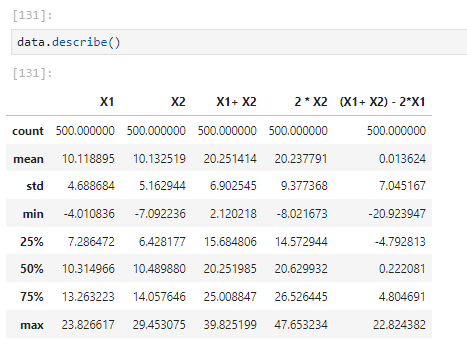 [131]:
data.describe()
[131]:
X1 X2 X1+ X2 2 * X2 (X1+ X2) - 2*X1
count 500.000000 500.000000 500.000000 500.000000 500.000000
mean 10.118895 10.132519 20.251414 20.237791 0.013624
std 4.688684 5.162944 6.902545 9.377368 7.045167
min -4.010836 -7.092236 2.120218 -8.021673 -20.923947
25% 7.286472 6.428177 15.684806 14.572944 -4.792813
50% 10.314966 10.489880 20.251985 20.629932 0.222081
75% 13.263223 14.057646 25.008847 26.526445 4.804691
max 23.826617 29.453075 39.825199 47.653234 22.824382